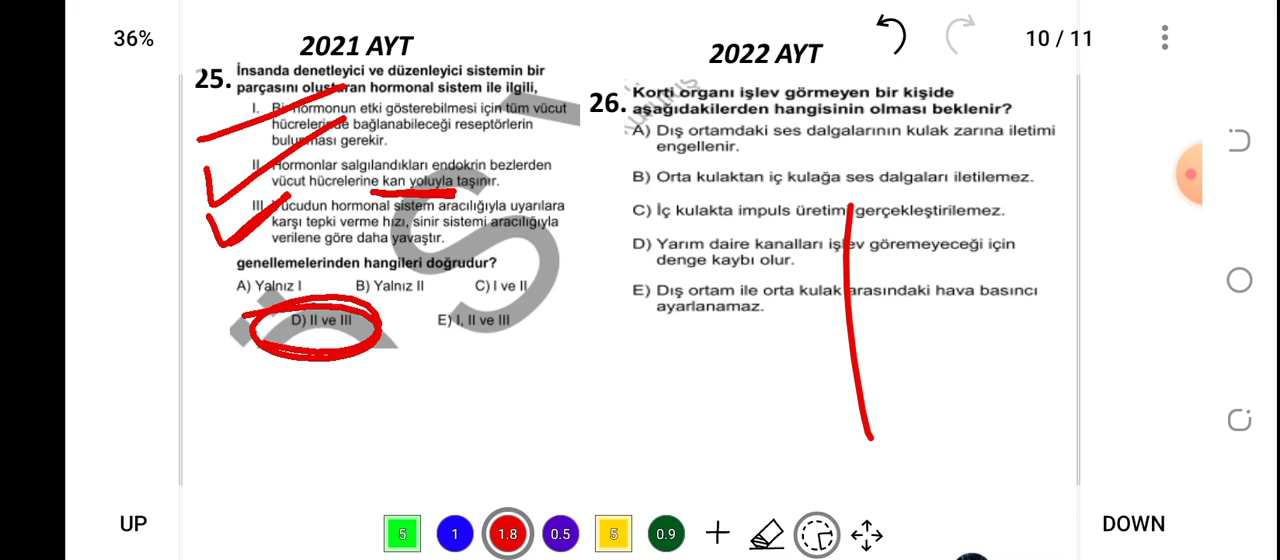 36%
10 / 11
2021 AYT
25. İnsanda denetleyici ve düzenleyici sistemin bir
parçasını oluşturan hormonal sistem ile ilgili,
I. Bir hormonun etki gösterebilmesi için tüm vücut
hücrelerinde bağlanabileceği reseptörlerin
bulunması gerekir.
II. Hormonlar salgılandıkları endokrin bezlerden
vücut hücrelerine kan yoluyla taşınır.
III. Vücudun hormonal sistem aracılığıyla uyarılara
karşı tepki verme hızı, sinir sistemi aracılığıyla
verilene göre daha yavaştır.
genellemelerinden hangileri doğrudur?
A) Yalnız I B) Yalnız II C) I ve II
D) II ve III E) I, II ve III
2022 AYT
26. Korti organı işlev görmeyen bir kişide
aşağıdakilerden hangisinin olması beklenir?
A) Dış ortamdaki ses dalgalarının kulak zarına iletimi
engellenir.
B) Orta kulaktan iç kulağa ses dalgaları iletilemez.
C) İç kulakta impuls üretimi gerçekleştirilemez.
D) Yarım daire kanalları işlev göremeyeceği için
denge kaybı olur.
E) Dış ortam ile orta kulak arasındaki hava basıncı
ayarlanamaz.
UP
5 1 1.8 0.5 5 0.9
DOWN